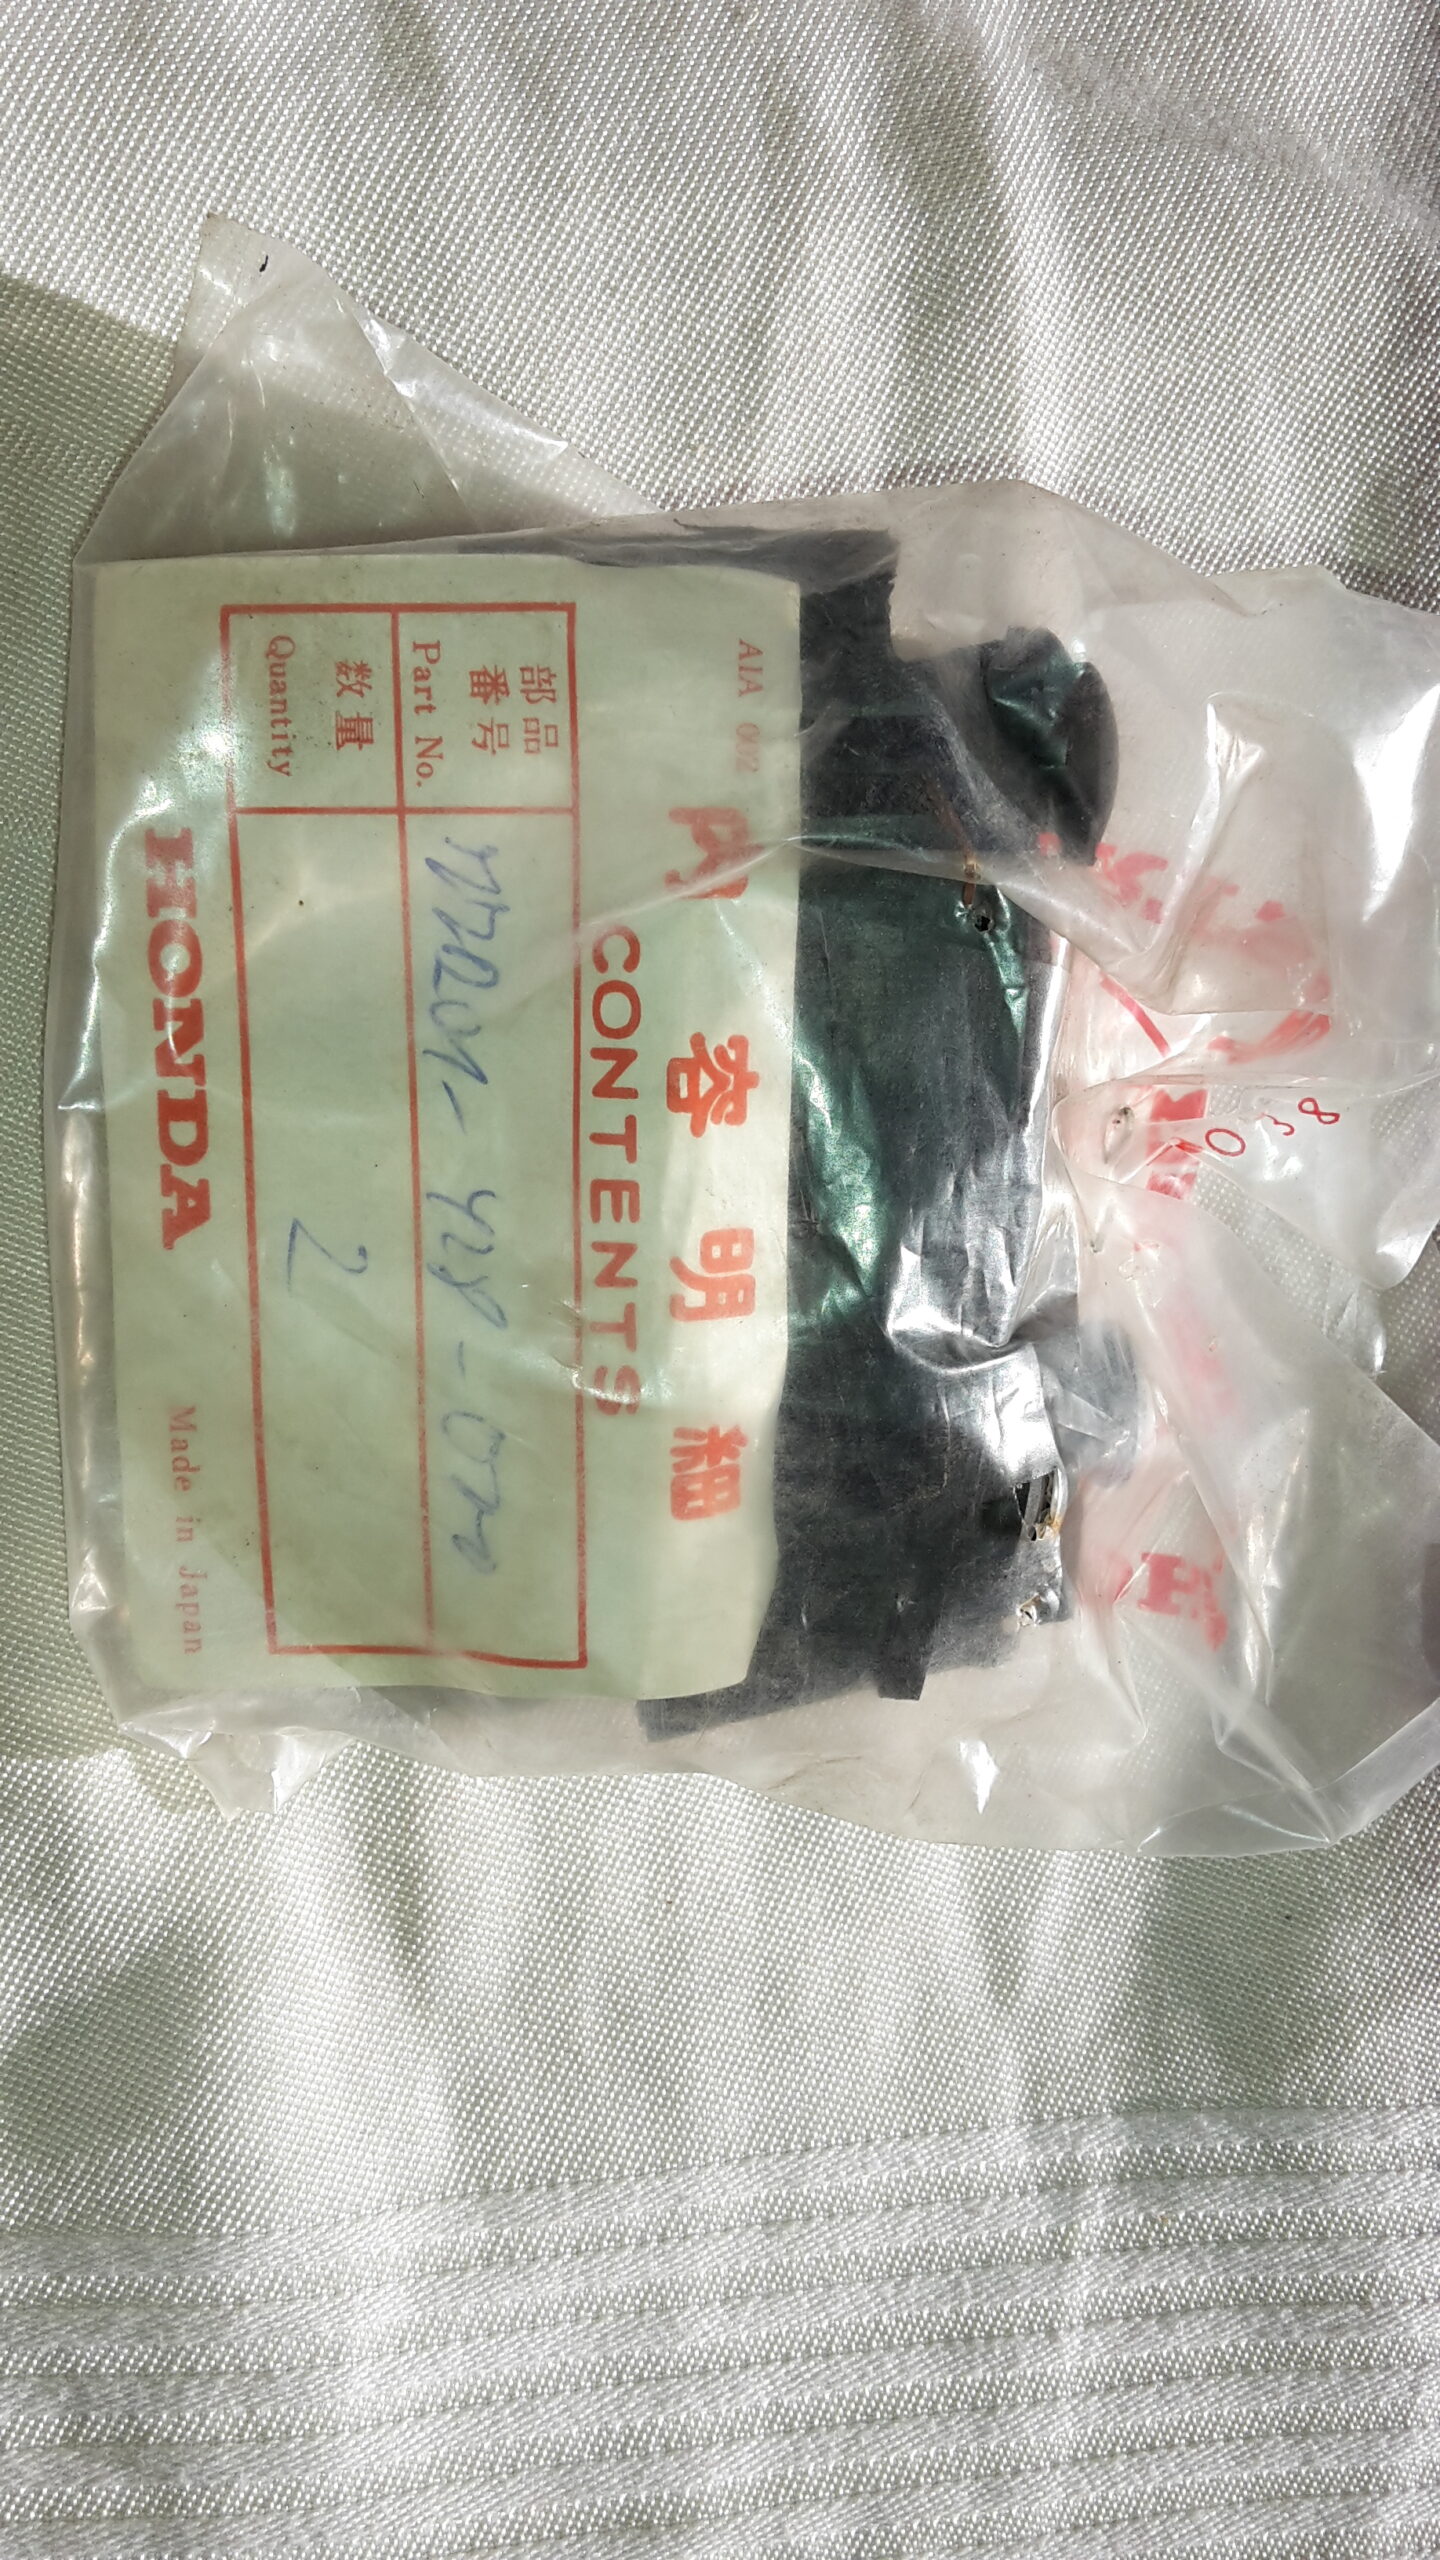 AIA 002
内容明細
CONTENTS
部品
番号
Part No.
数量 2
Quantity
HONDA Made in Japan
038